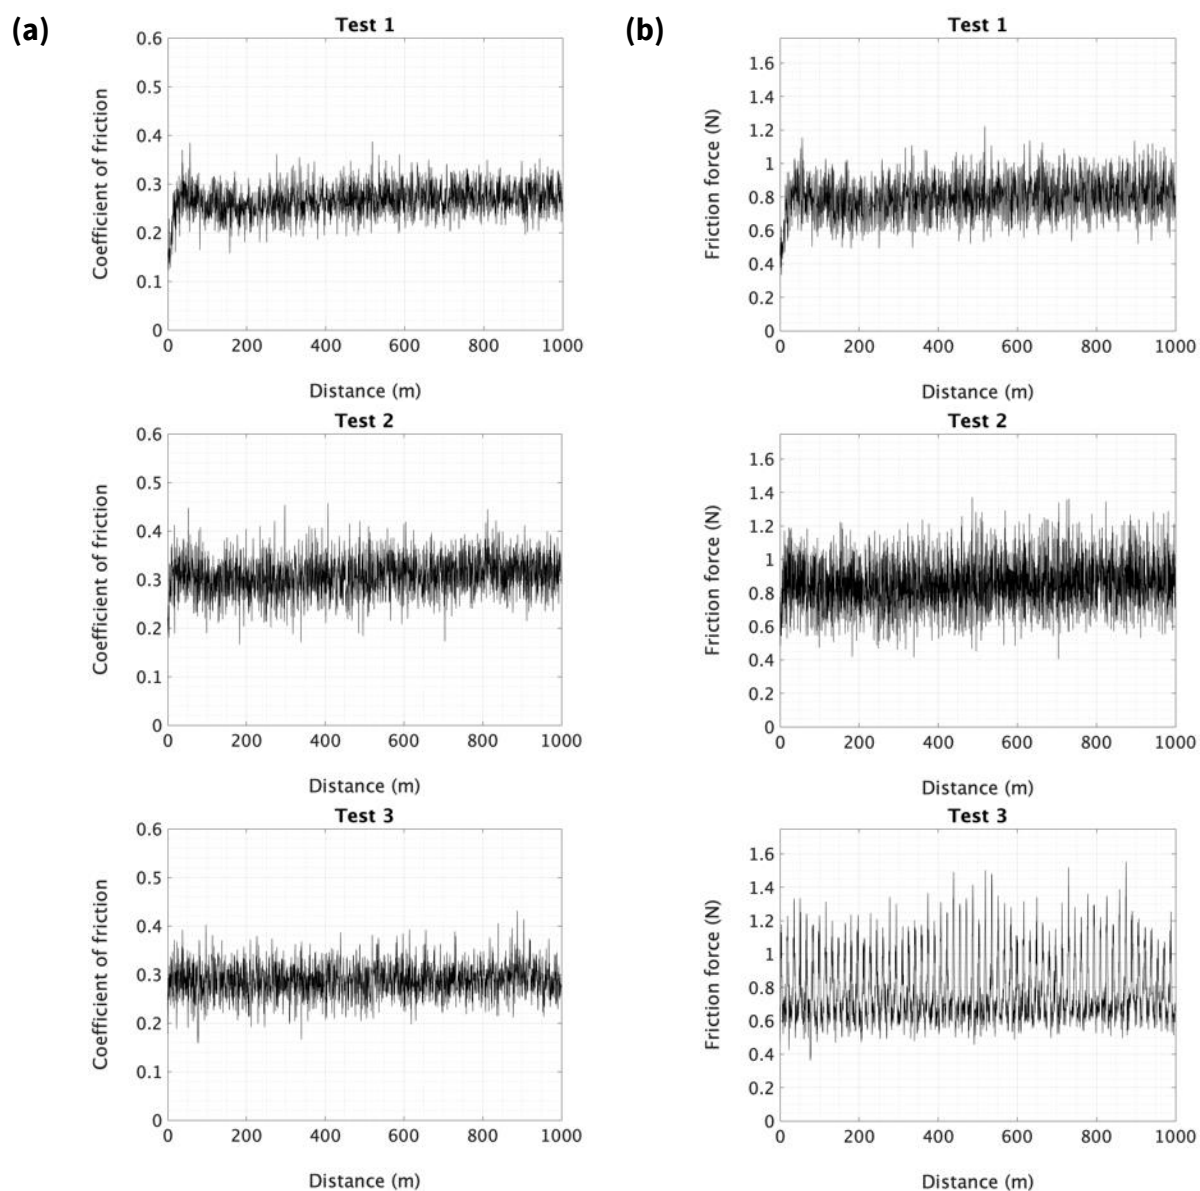 (a)
Test 1
Coefficient of friction
0.6
0.5
0.4
0.3
0.2
0.1
0
0 200 400 600 800 1000
Distance (m)
Test 2
Coefficient of friction
0.6
0.5
0.4
0.3
0.2
0.1
0
0 200 400 600 800 1000
Distance (m)
Test 3
Coefficient of friction
0.6
0.5
0.4
0.3
0.2
0.1
0
0 200 400 600 800 1000
Distance (m)
(b)
Test 1
Friction force (N)
1.6
1.4
1.2
1
0.8
0.6
0.4
0.2
0
0 200 400 600 800 1000
Distance (m)
Test 2
Friction force (N)
1.6
1.4
1.2
1
0.8
0.6
0.4
0.2
0
0 200 400 600 800 1000
Distance (m)
Test 3
Friction force (N)
1.6
1.4
1.2
1
0.8
0.6
0.4
0.2
0
0 200 400 600 800 1000
Distance (m)